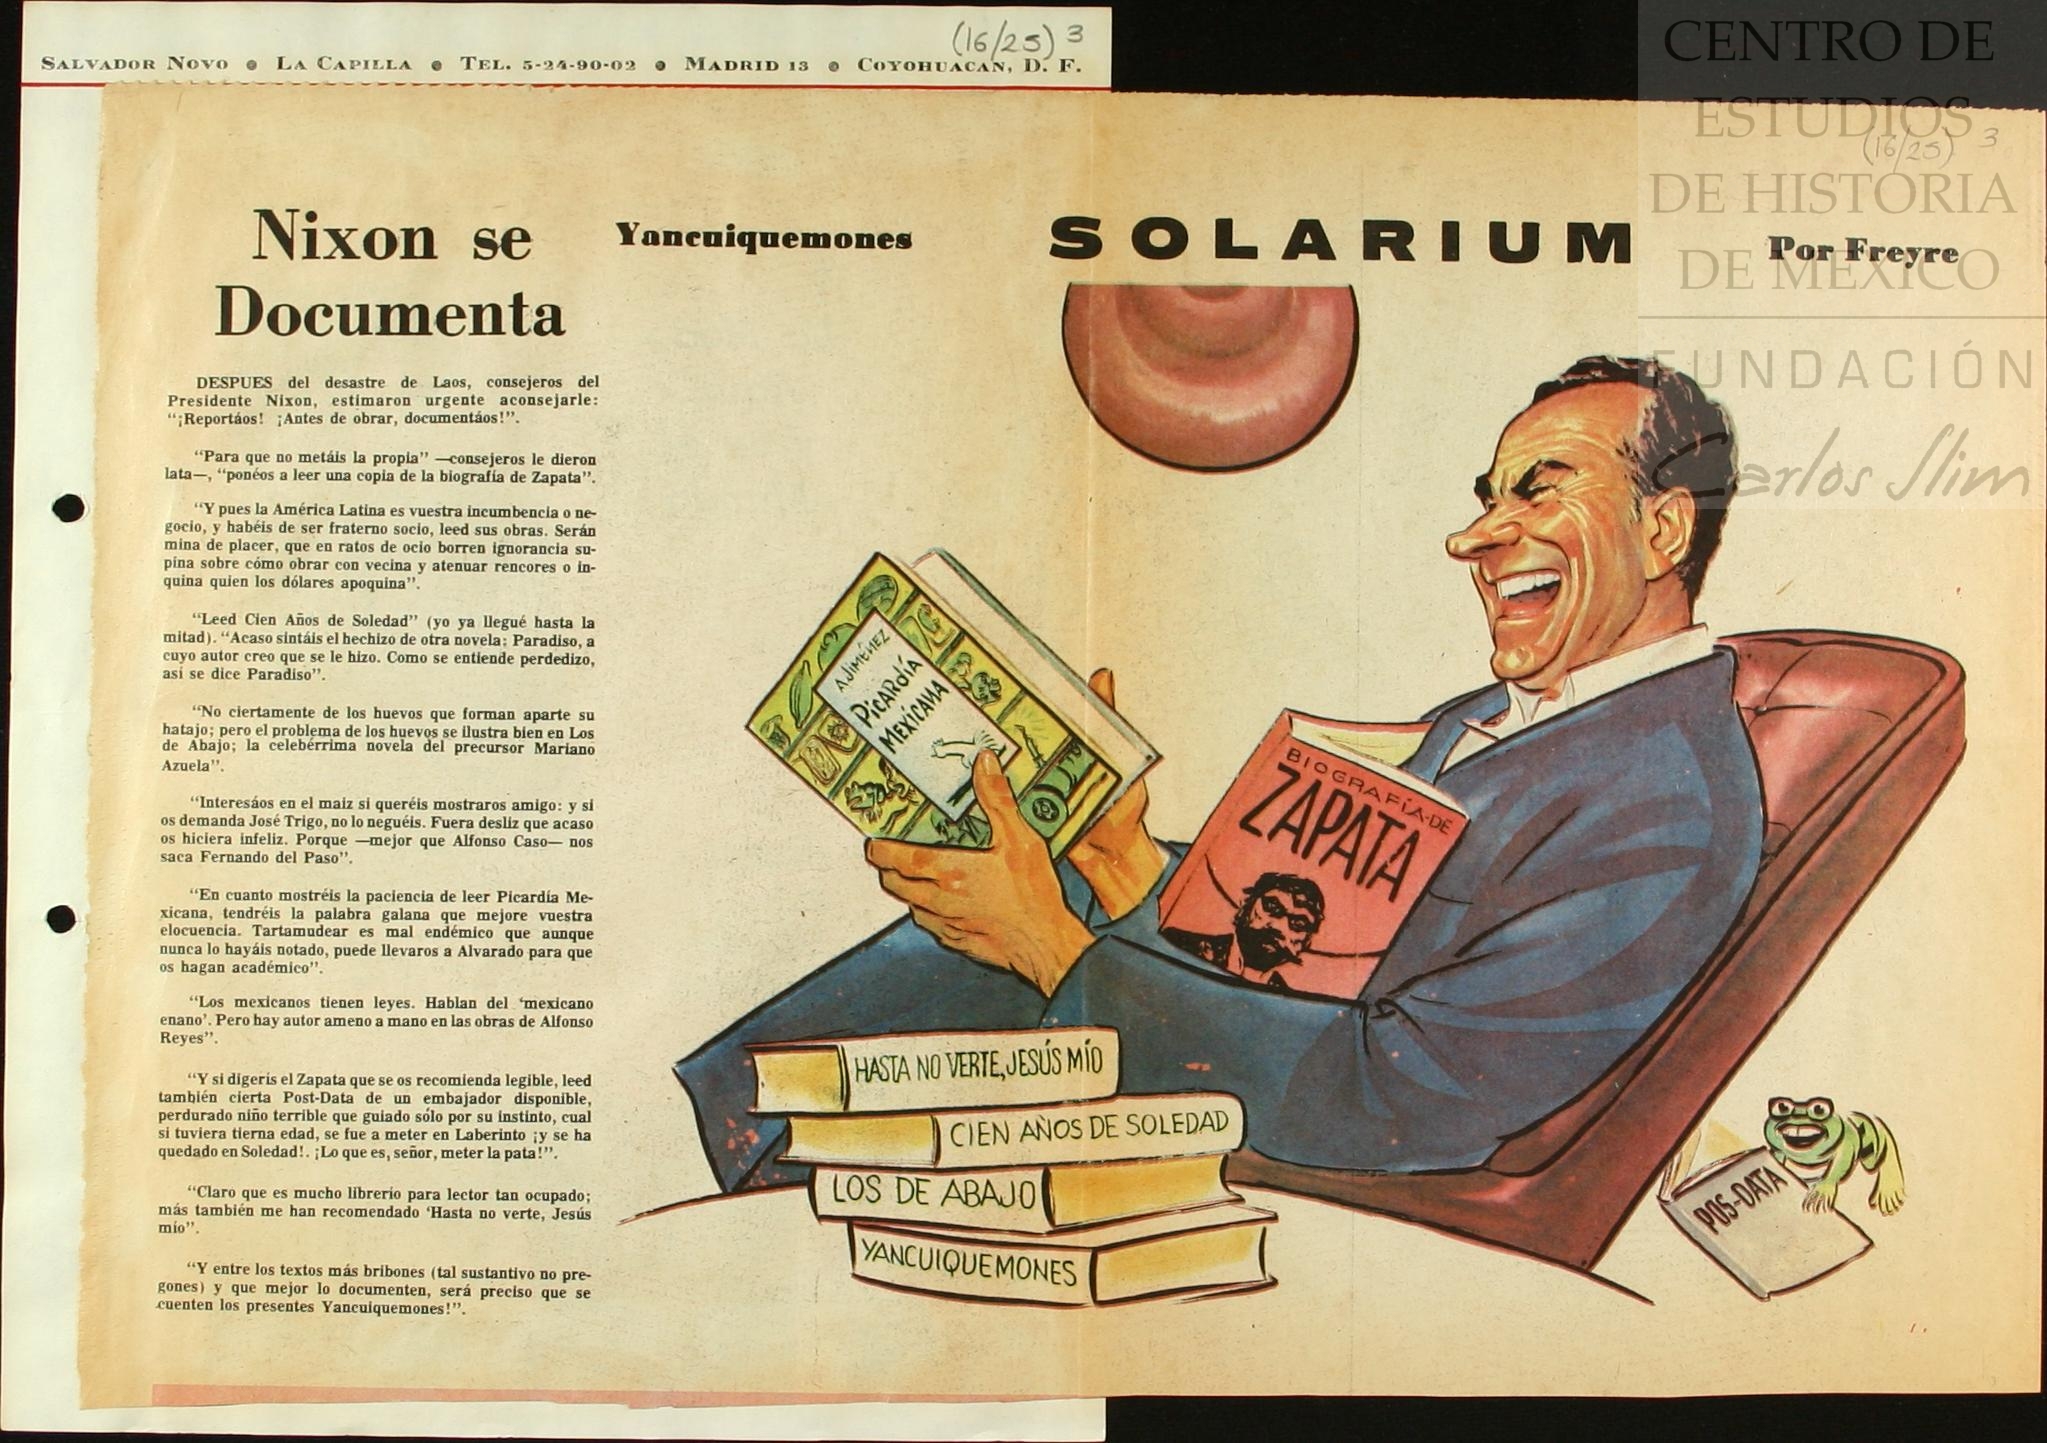 (16/25) 3
SALVADOR NOVO • LA CAPILLA • TEL. 5-24-90-02 • MADRID 13 • COYOHUACAN, D. F.
CENTRO DE
ESTUDIOS
DE HISTORIA
DE MÉXICO
FUNDACIÓN
Carlos Slim
(16/25) 3
Nixon se
Documenta
Yancuiquemones
SOLARIUM
Por Freyre
DESPUES del desastre de Laos, consejeros del
Presidente Nixon, estimaron urgente aconsejarle:
"¡Reportáos! ¡Antes de obrar, documentáos!".
"Para que no metáis la propia" —consejeros le dieron
lata—, "ponéos a leer una copia de la biografía de Zapata".
"Y pues la América Latina es vuestra incumbencia o ne-
gocio, y habéis de ser fraterno socio, leed sus obras. Serán
mina de placer, que en ratos de ocio borren ignorancia su-
pina sobre cómo obrar con vecina y atenuar rencores o in-
quina quien los dólares apoquina".
"Leed Cien Años de Soledad" (yo ya llegué hasta la
mitad). "Acaso sintáis el hechizo de otra novela: Paradiso, a
cuyo autor creo que se le hizo. Como se entiende perdedizo,
así se dice Paradiso".
"No ciertamente de los huevos que forman aparte su
hatajo; pero el problema de los huevos se ilustra bien en Los
de Abajo; la celebérrima novela del precursor Mariano
Azuela".
"Interesáos en el maiz si queréis mostraros amigo: y si
os demanda José Trigo, no lo neguéis. Fuera desliz que acaso
os hiciera infeliz. Porque —mejor que Alfonso Caso— nos
saca Fernando del Paso".
"En cuanto mostréis la paciencia de leer Picardía Me-
xicana, tendréis la palabra galana que mejore vuestra
elocuencia. Tartamudear es mal endémico que aunque
nunca lo hayáis notado, puede llevaros a Alvarado para que
os hagan académico".
"Los mexicanos tienen leyes. Hablan del 'mexicano
enano'. Pero hay autor ameno a mano en las obras de Alfonso
Reyes".
"Y si digerís el Zapata que se os recomienda legible, leed
también cierta Post-Data de un embajador disponible,
perdurado niño terrible que guiado sólo por su instinto, cual
si tuviera tierna edad, se fue a meter en Laberinto ¡y se ha
quedado en Soledad!. ¡Lo que es, señor, meter la pata!".
"Claro que es mucho librerío para lector tan ocupado;
más también me han recomendado 'Hasta no verte, Jesús
mío".
"Y entre los textos más bribones (tal sustantivo no pre-
gones) y que mejor lo documenten, será preciso que se
cuenten los presentes Yancuiquemones!".
A. JIMÉNEZ
PICARDÍA
MEXICANA
BIOGRAFÍA·DE
ZAPATA
HASTA NO VERTE, JESÚS MÍO
CIEN AÑOS DE SOLEDAD
LOS DE ABAJO
YANCUIQUEMONES
POS-DATA